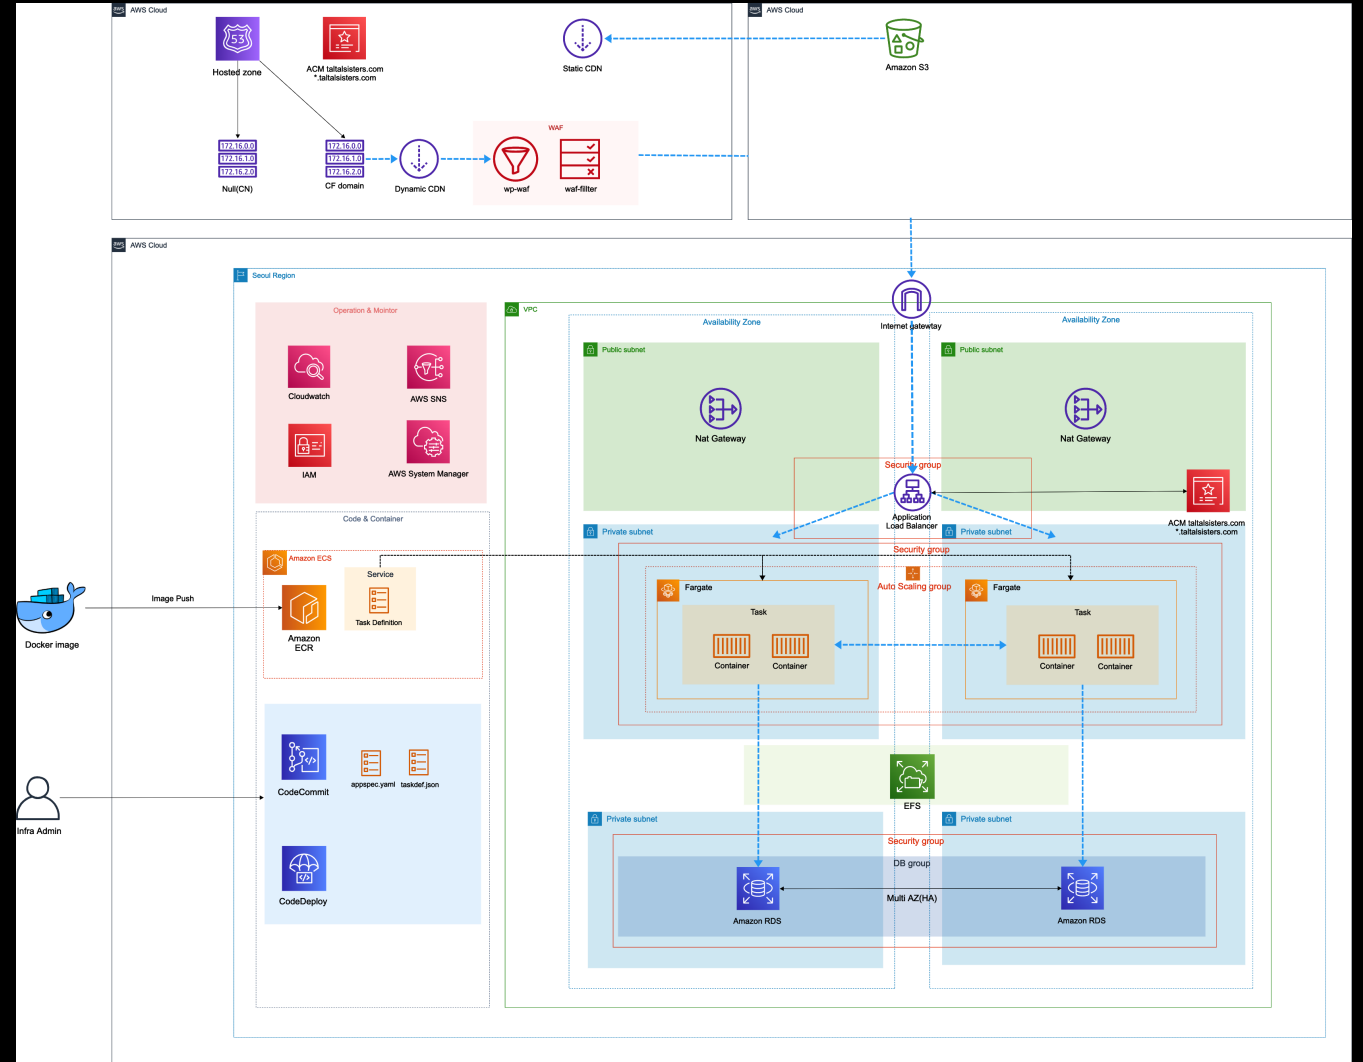 aws AWS Cloud
53
Hosted zone
ACM taltalsisters.com
*.taltalsisters.com
Static CDN
aws AWS Cloud
Amazon S3
172.16.0.0
172.16.1.0
172.16.2.0
Null(CN)
172.16.0.0
172.16.1.0
172.16.2.0
CF domain
Dynamic CDN
WAF
wp-waf
waf-fillter
aws AWS Cloud
Seoul Region
Operation & Mointor
Cloudwatch
AWS SNS
IAM
AWS System Manager
Code & Container
Amazon ECS
Service
Task Definition
Amazon
ECR
Docker image
Image Push
CodeCommit
appspec.yaml
taskdef.json
CodeDeploy
Infra Admin
VPC
Internet gatewtay
Availability Zone
Availability Zone
Public subnet
Public subnet
Nat Gateway
Nat Gateway
Security group
Application
Load Balancer
ACM taltalsisters.com
*.taltalsisters.com
Private subnet
Private subnet
Security group
Auto Scaling group
Fargate
Fargate
Task
Task
Container
Container
Container
Container
EFS
Private subnet
Private subnet
Security group
DB group
Multi AZ(HA)
Amazon RDS
Amazon RDS